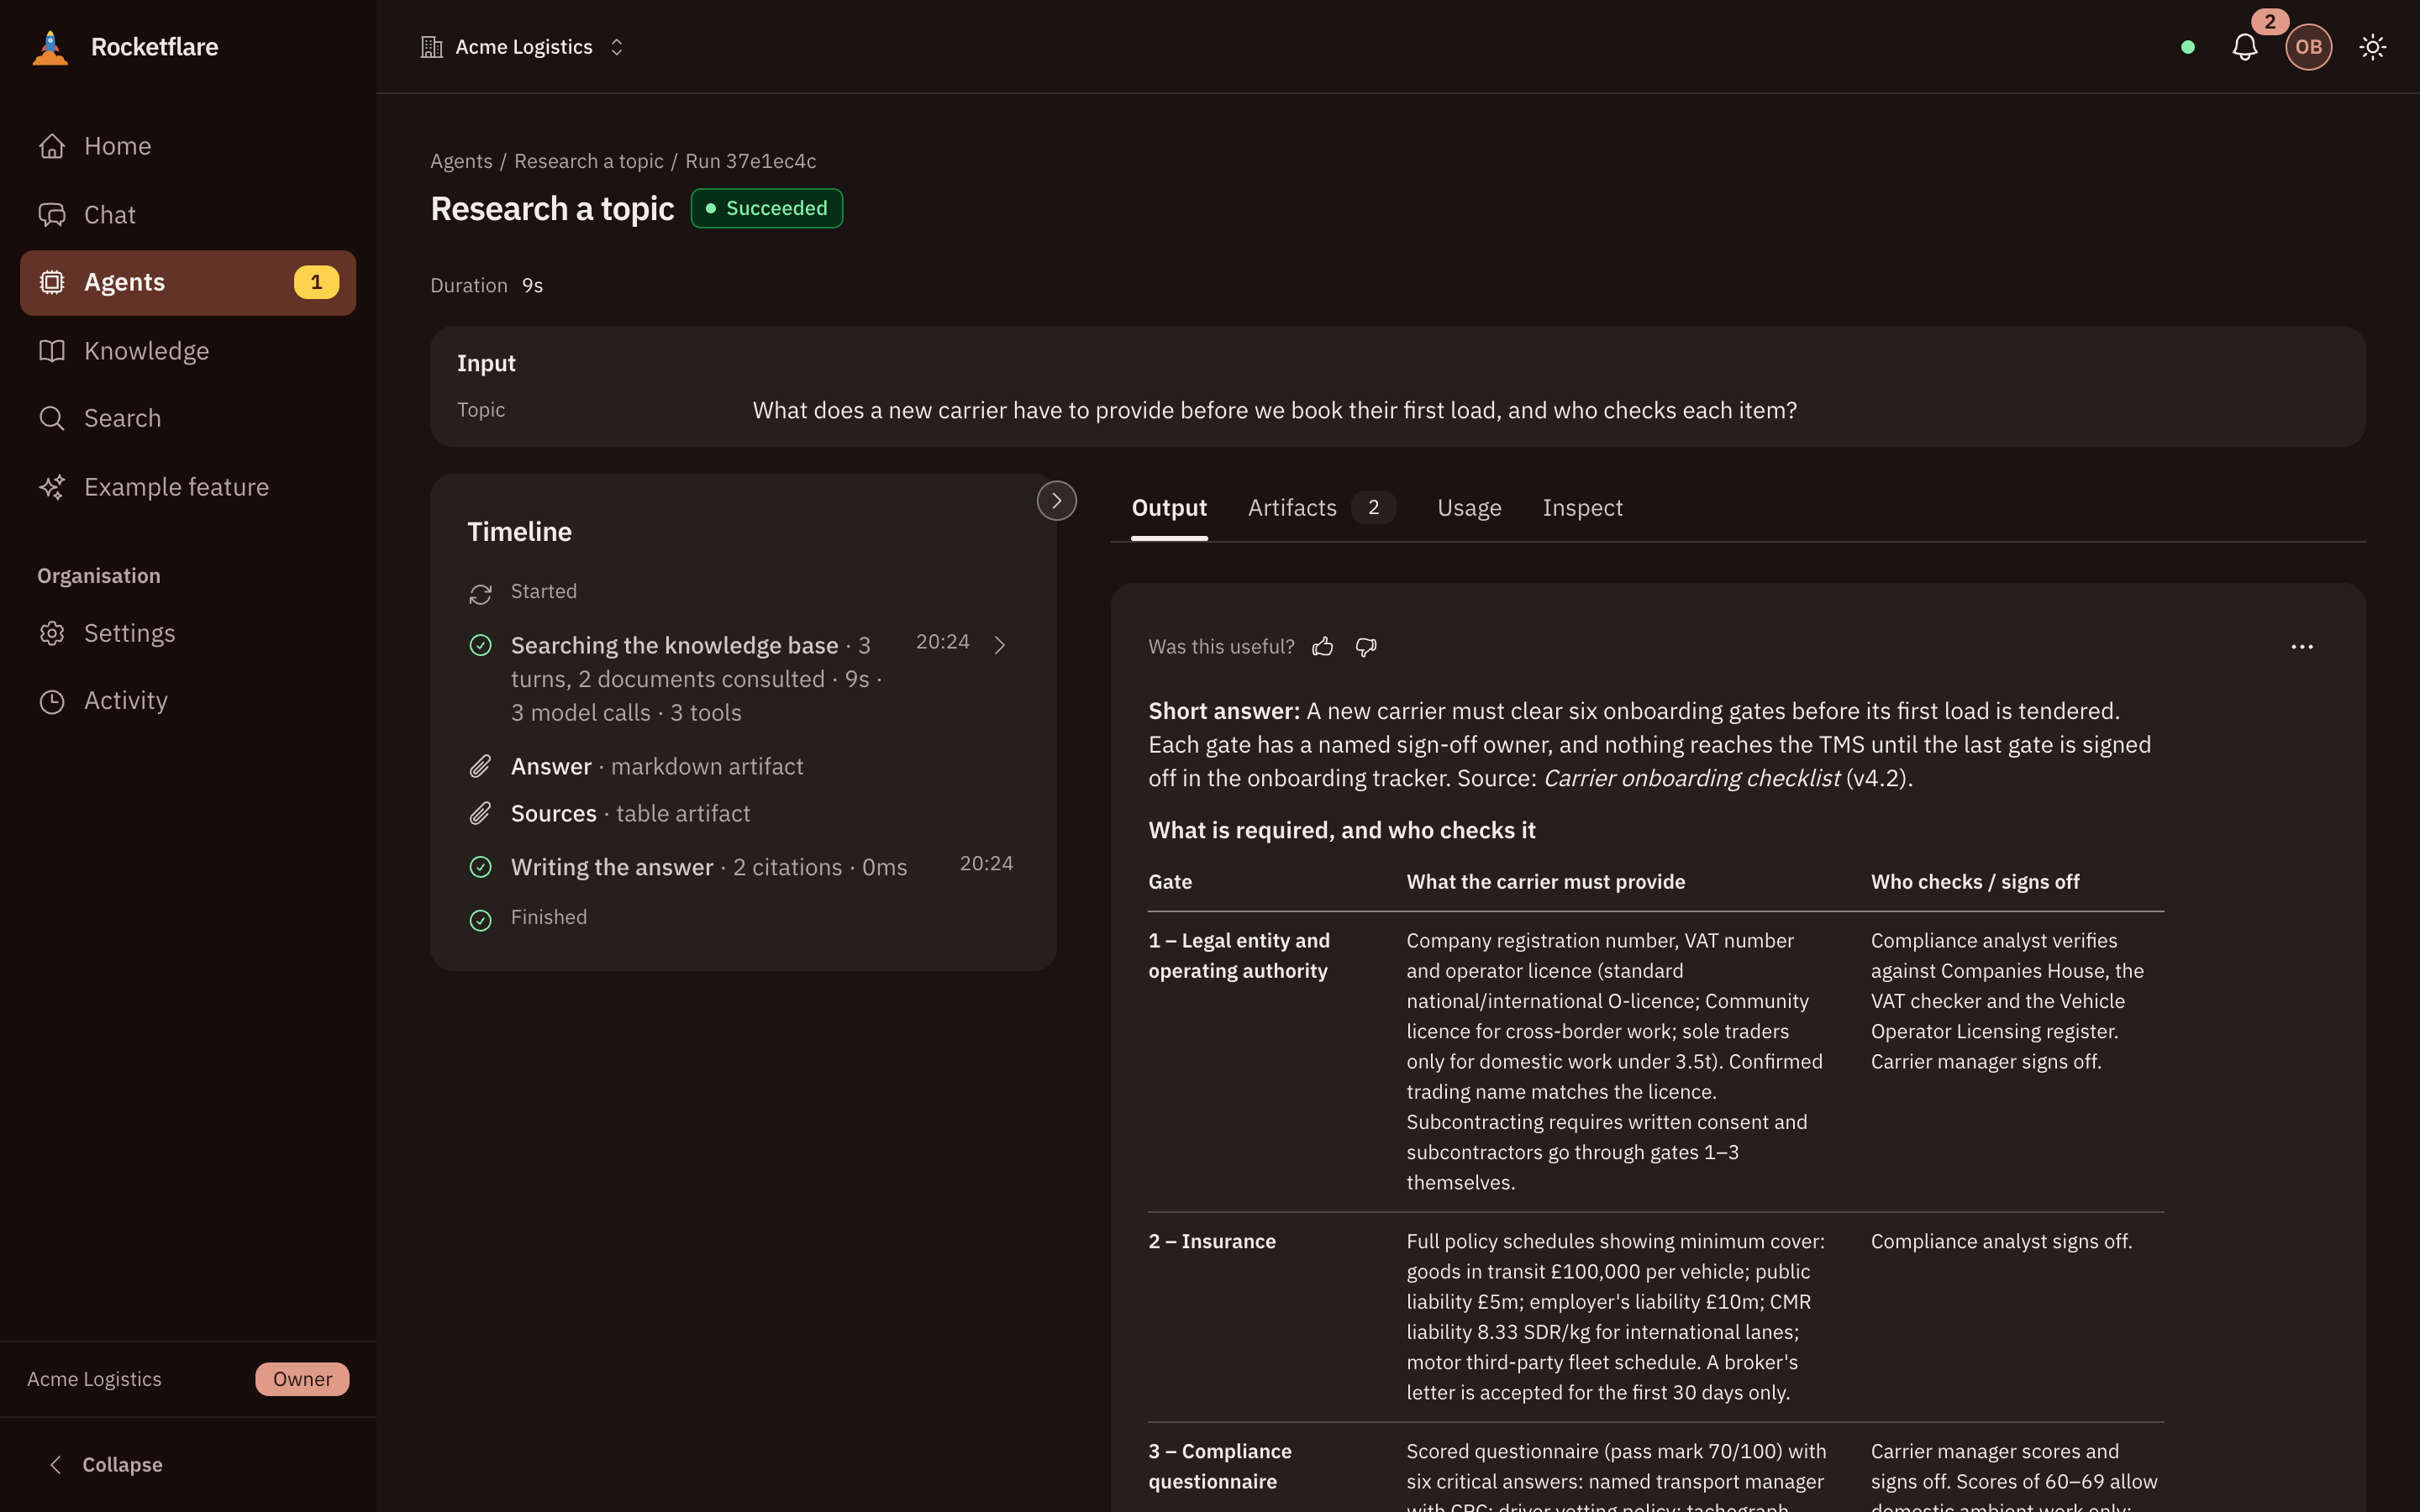 Rocketflare
Acme Logistics
2
OB
Home
Chat
Agents
1
Knowledge
Search
Example feature
Organisation
Settings
Activity
Acme Logistics
Owner
Collapse
Agents / Research a topic / Run 37e1ec4c
Research a topic
Succeeded
Duration 9s
Input
Topic
What does a new carrier have to provide before we book their first load, and who checks each item?
Timeline
Started
Searching the knowledge base · 3
turns, 2 documents consulted · 9s ·
3 model calls · 3 tools
20:24
Answer · markdown artifact
Sources · table artifact
Writing the answer · 2 citations · 0ms
20:24
Finished
Output
Artifacts 2
Usage
Inspect
Was this useful?
Short answer: A new carrier must clear six onboarding gates before its first load is tendered.
Each gate has a named sign-off owner, and nothing reaches the TMS until the last gate is signed
off in the onboarding tracker. Source: Carrier onboarding checklist (v4.2).
What is required, and who checks it
Gate
What the carrier must provide
Who checks / signs off
1 – Legal entity and
operating authority
Company registration number, VAT number
and operator licence (standard
national/international O-licence; Community
licence for cross-border work; sole traders
only for domestic work under 3.5t). Confirmed
trading name matches the licence.
Subcontracting requires written consent and
subcontractors go through gates 1–3
themselves.
Compliance analyst verifies
against Companies House, the
VAT checker and the Vehicle
Operator Licensing register.
Carrier manager signs off.
2 – Insurance
Full policy schedules showing minimum cover:
goods in transit £100,000 per vehicle; public
liability £5m; employer's liability £10m; CMR
liability 8.33 SDR/kg for international lanes;
motor third-party fleet schedule. A broker's
letter is accepted for the first 30 days only.
Compliance analyst signs off.
3 – Compliance
questionnaire
Scored questionnaire (pass mark 70/100) with
six critical answers: named transport manager
with CPC; driver vetting policy; tachograph
Carrier manager scores and
signs off. Scores of 60–69 allow
domestic ambient work only;